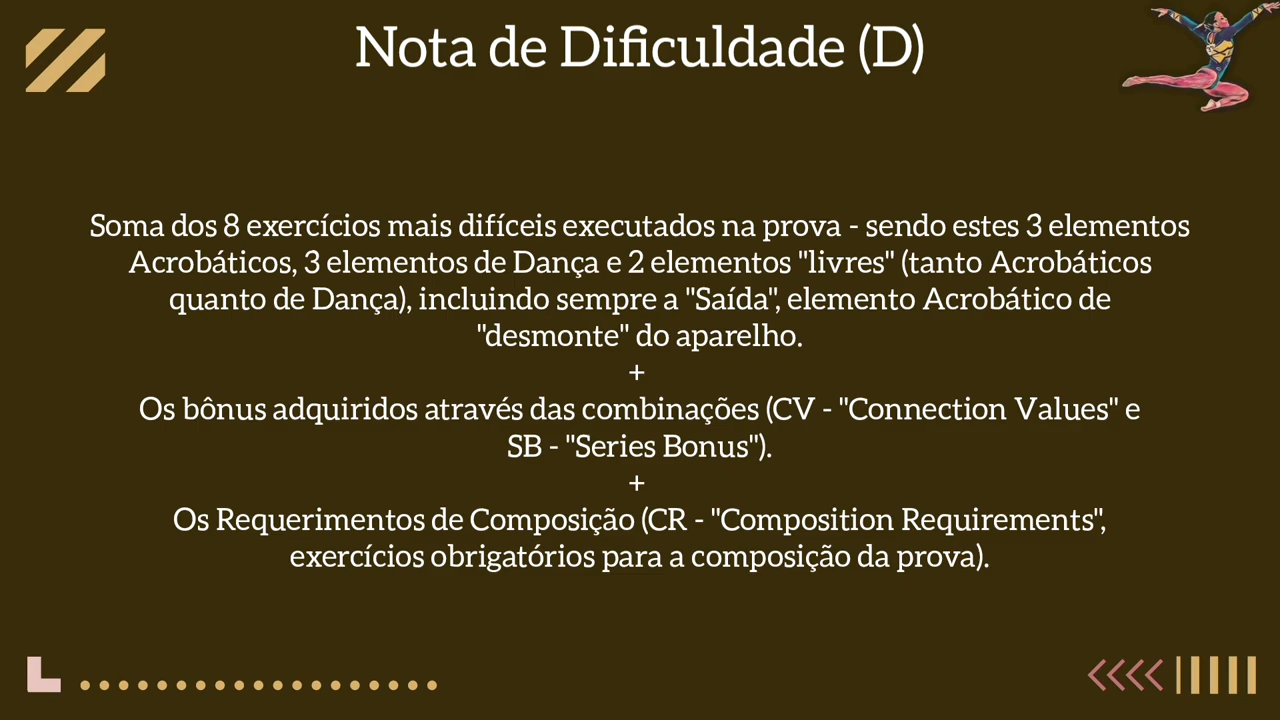 Nota de Dificuldade (D)
Soma dos 8 exercícios mais difíceis executados na prova - sendo estes 3 elementos
Acrobáticos, 3 elementos de Dança e 2 elementos "livres" (tanto Acrobáticos
quanto de Dança), incluindo sempre a "Saída", elemento Acrobático de
"desmonte" do aparelho.
+
Os bônus adquiridos através das combinações (CV - "Connection Values" e
SB - "Series Bonus").
+
Os Requerimentos de Composição (CR - "Composition Requirements",
exercícios obrigatórios para a composição da prova).